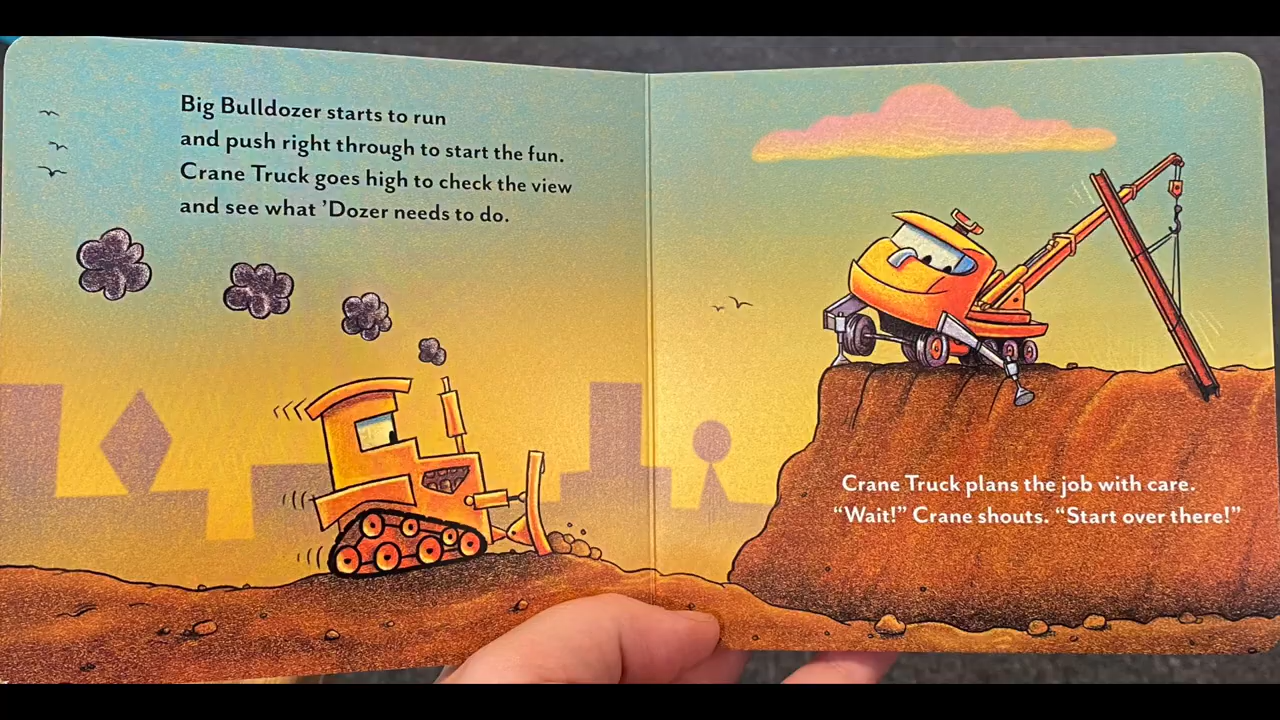 Big Bulldozer starts to run
and push right through to start the fun.
Crane Truck goes high to check the view
and see what ’Dozer needs to do.
Crane Truck plans the job with care.
“Wait!” Crane shouts. “Start over there!”